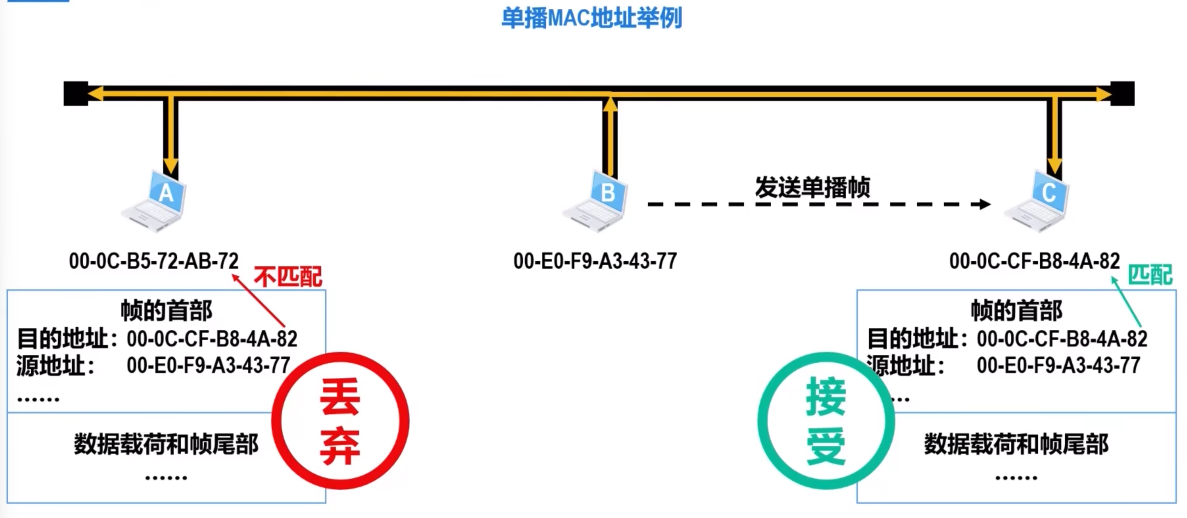 单播MAC地址举例
A
B
C
发送单播帧
00-0C-B5-72-AB-72
00-E0-F9-A3-43-77
00-0C-CF-B8-4A-82
不匹配
匹配
帧的首部
目的地址：00-0C-CF-B8-4A-82
源地址： 00-E0-F9-A3-43-77
……
数据载荷和帧尾部
……
丢弃
帧的首部
目的地址：00-0C-CF-B8-4A-82
源地址： 00-E0-F9-A3-43-77
……
数据载荷和帧尾部
……
接受